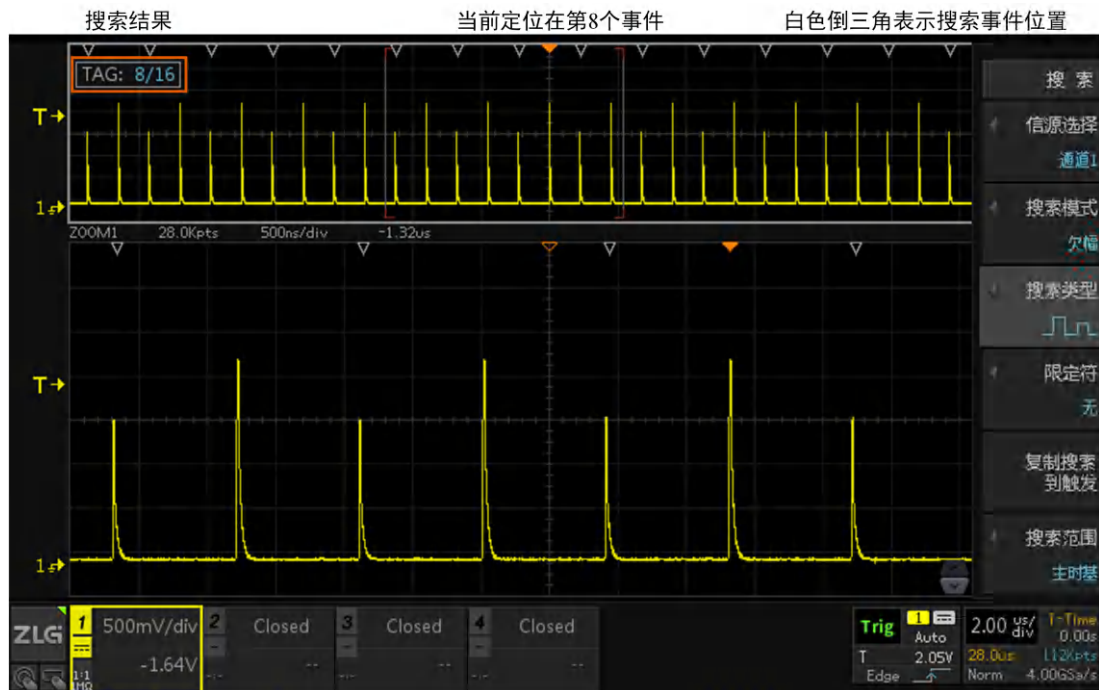 搜索结果
当前定位在第8个事件
白色倒三角表示搜索事件位置
TAG: 8/16
T
1
ZOOM1 28.0Kpts 500ns/div -1.32us
T
1
搜 索
信源选择
通道1
搜索模式
欠幅
搜索类型
限定符
无
复制搜索
到触发
搜索范围
主时基
ZLG
1 500mV/div
-1.64V
1:1
1MΩ
2 Closed
--
3 Closed
--
4 Closed
--
Trig 1
Auto
T 2.05V
Edge
2.00 us/div
T-Time
0.00s
28.0us 112Kpts
Norm 4.00GSa/s